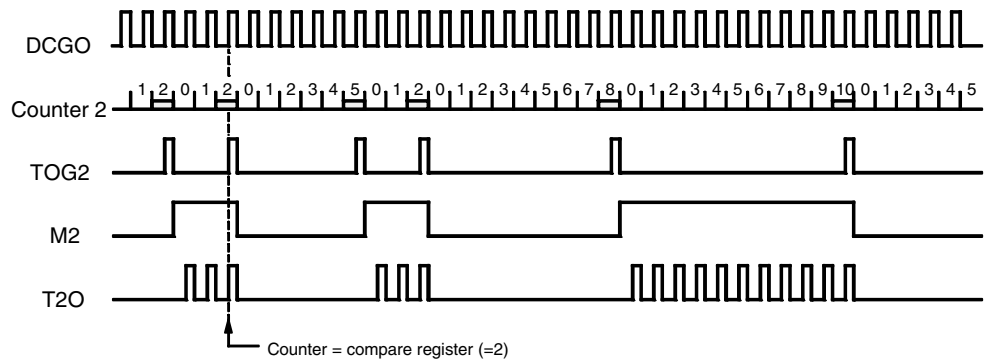 DCGO
Counter 2
1 2 0 1 2 0 1 2 3 4 5 0 1 2 0 1 2 3 4 5 6 7 8 0 1 2 3 4 5 6 7 8 9 10 0 1 2 3 4 5
TOG2
M2
T2O
Counter = compare register (=2)